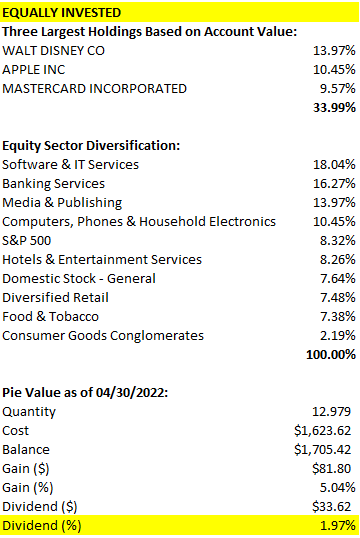 EQUALLY INVESTED
Three Largest Holdings Based on Account Value:
WALT DISNEY CO 13.97%
APPLE INC 10.45%
MASTERCARD INCORPORATED 9.57%
33.99%
Equity Sector Diversification:
Software & IT Services 18.04%
Banking Services 16.27%
Media & Publishing 13.97%
Computers, Phones & Household Electronics 10.45%
S&P 500 8.32%
Hotels & Entertainment Services 8.26%
Domestic Stock - General 7.64%
Diversified Retail 7.48%
Food & Tobacco 7.38%
Consumer Goods Conglomerates 2.19%
100.00%
Pie Value as of 04/30/2022:
Quantity 12.979
Cost $1,623.62
Balance $1,705.42
Gain ($) $81.80
Gain (%) 5.04%
Dividend ($) $33.62
Dividend (%) 1.97%